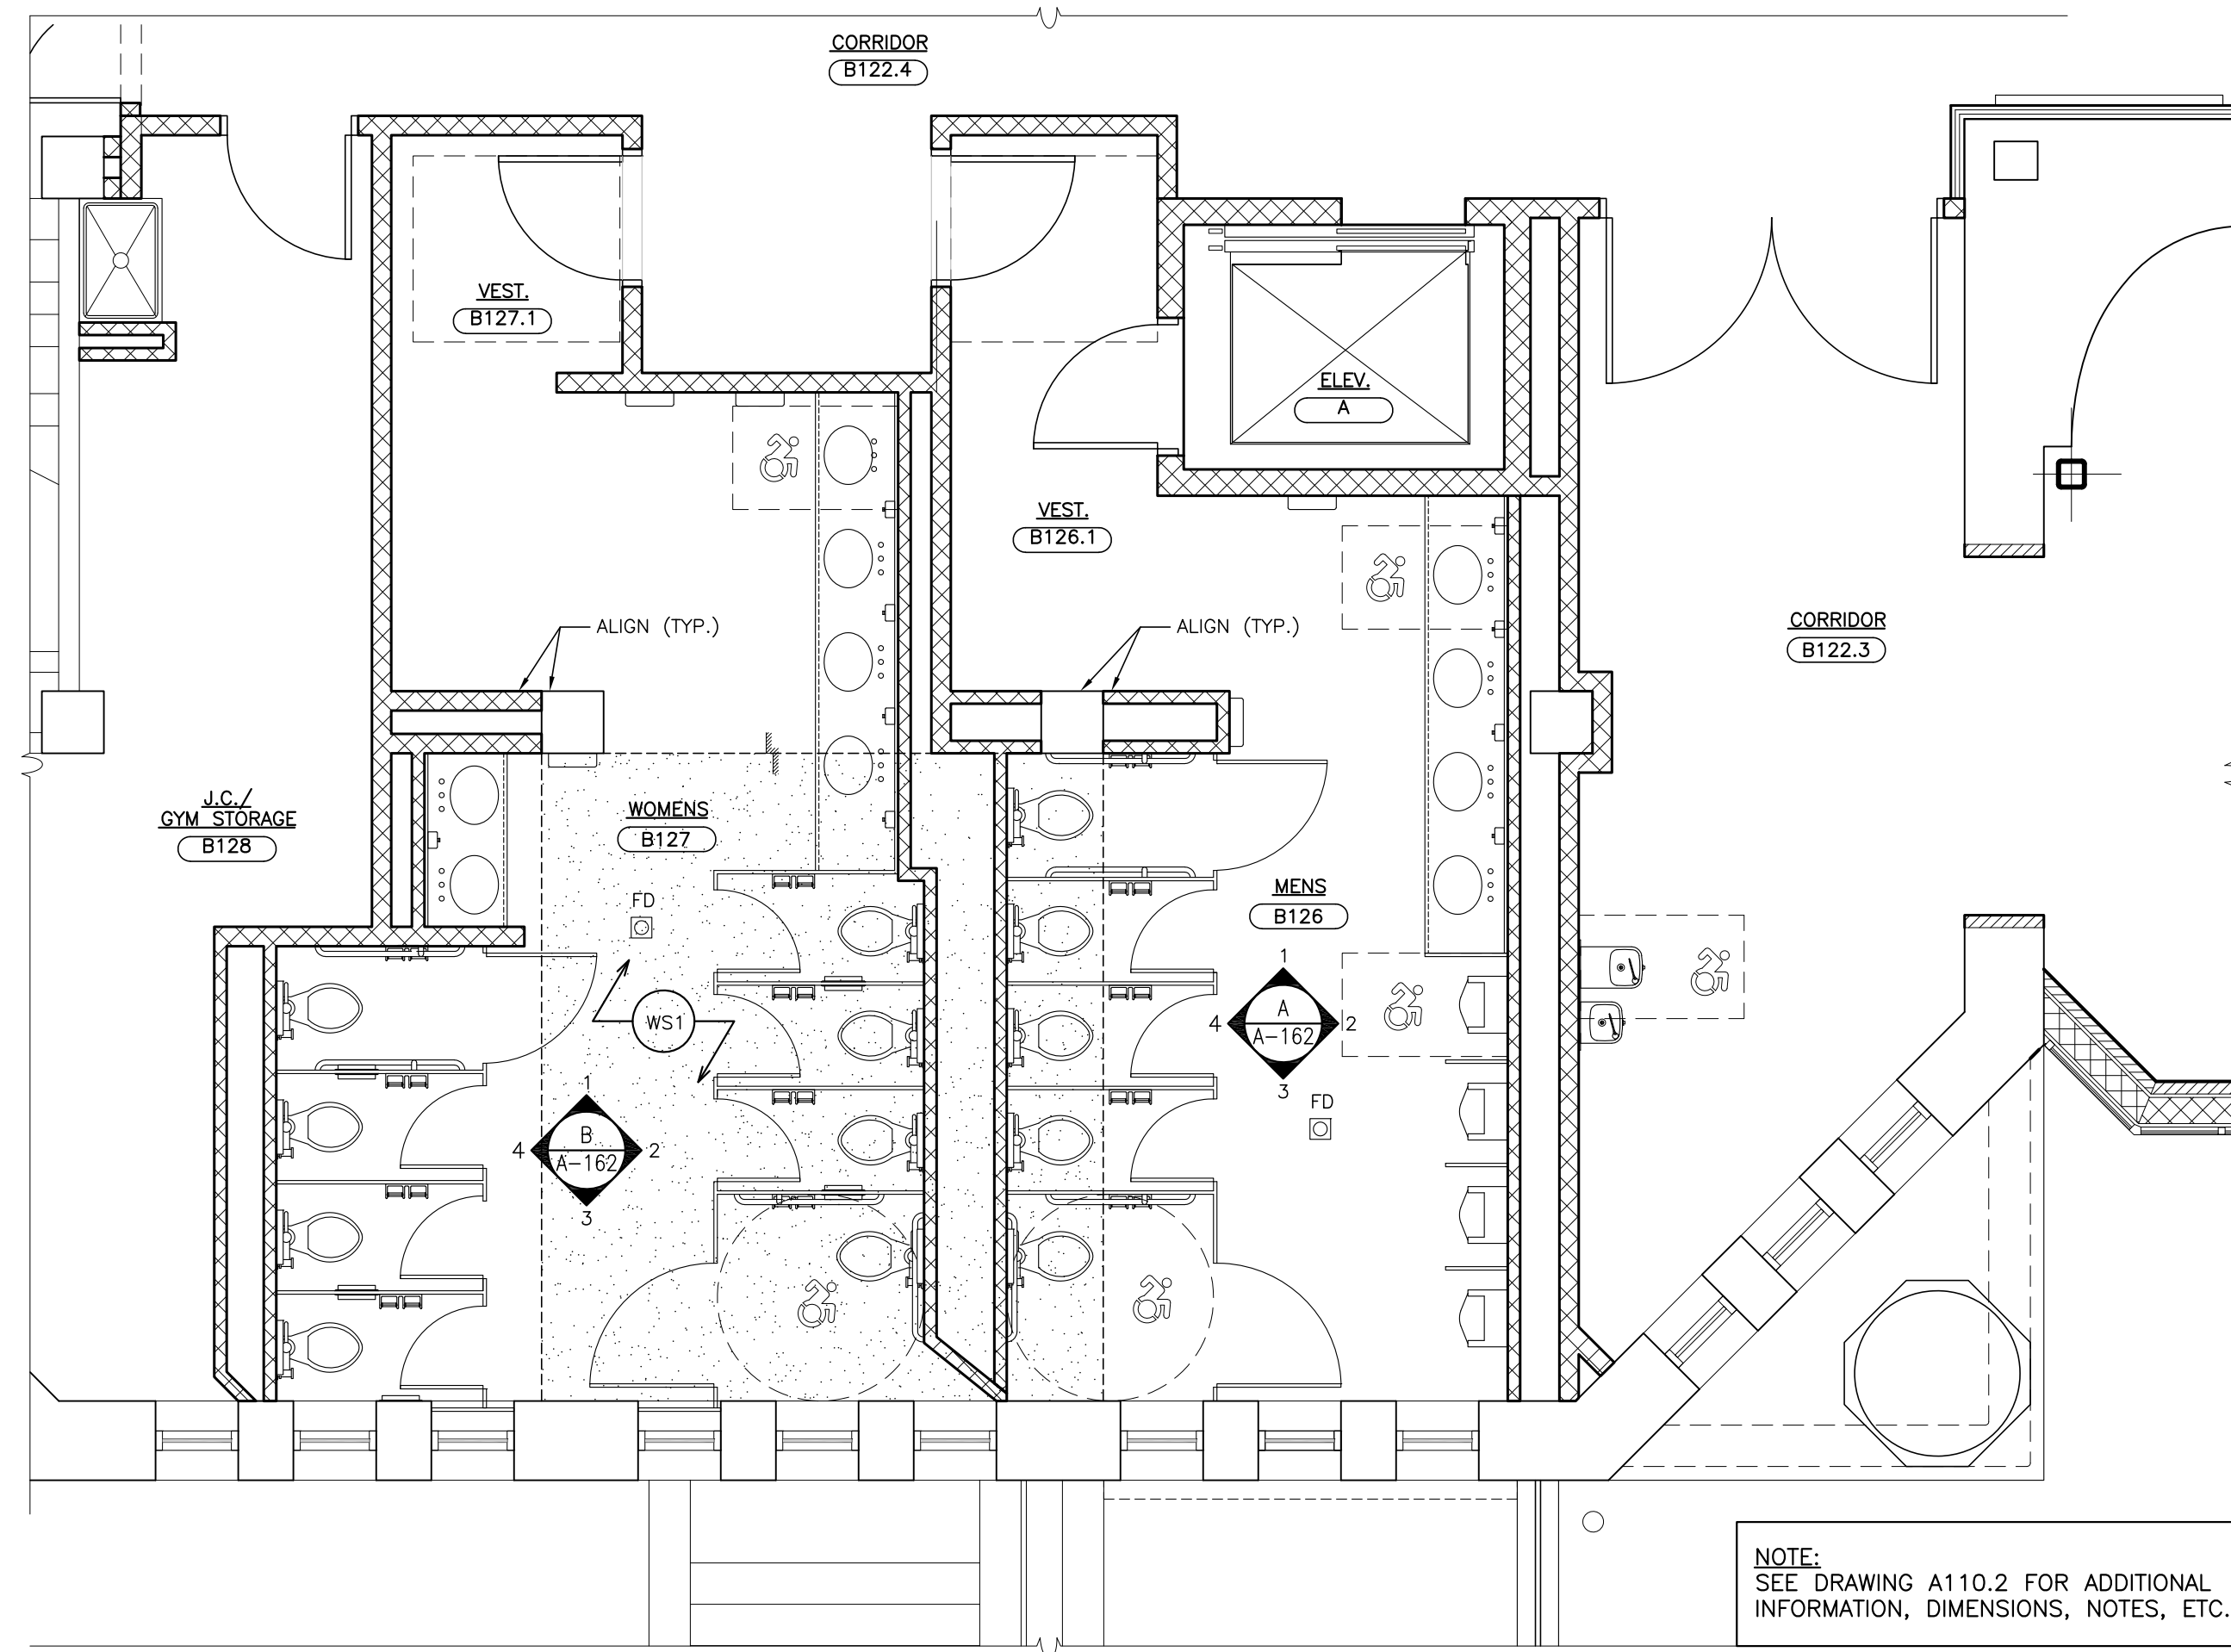 CORRIDOR
B122.4
VEST.
B127.1
ELEV.
A
VEST.
B126.1
ALIGN (TYP.)
ALIGN (TYP.)
CORRIDOR
B122.3
J.C./
GYM STORAGE
B128
WOMENS
B127
MENS
B126
FD
WS1
1
A
A-162
4
2
3
FD
1
B
A-162
4
2
3
NOTE:
SEE DRAWING A110.2 FOR ADDITIONAL
INFORMATION, DIMENSIONS, NOTES, ETC.